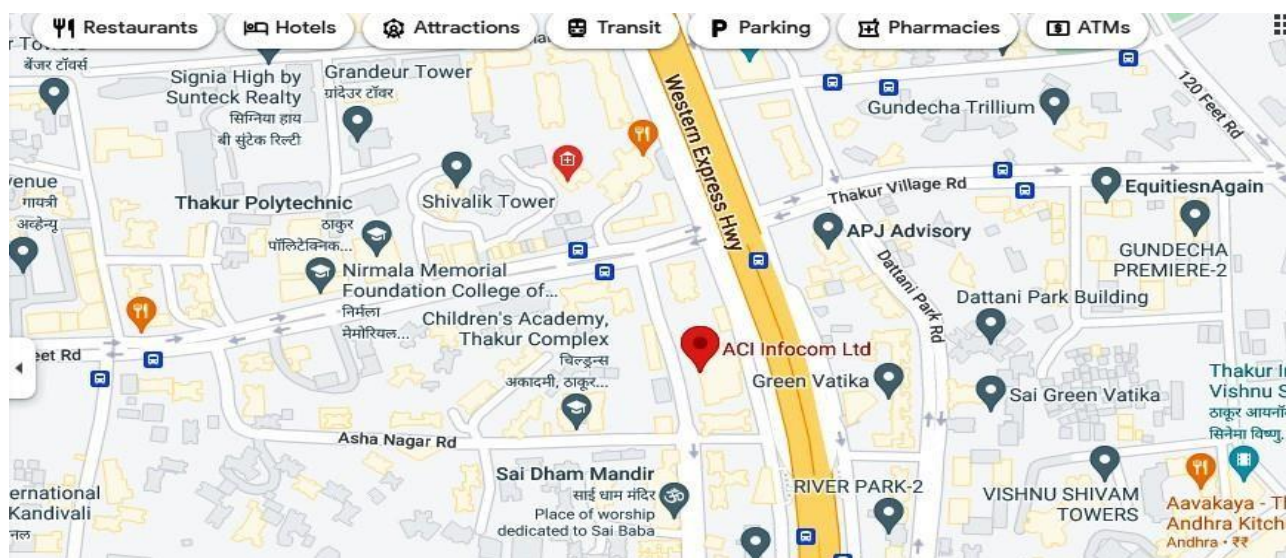 Restaurants
Hotels
Attractions
Transit
Parking
Pharmacies
ATMs
बेंजर टॉवर्स
Signia High by
Sunteck Realty
सिग्निया हाय
बी सुंटेक रिल्टी
Grandeur Tower
ग्रांदेउर टॉवर
Western Express Hwy
Gundecha Trillium
120 Feet Rd
venue
गायत्री
अव्हेन्यू
Thakur Polytechnic
ठाकुर
पॉलिटेक्निक...
Shivalik Tower
Thakur Village Rd
EquitiesnAgain
APJ Advisory
GUNDECHA
PREMIERE-2
Nirmala Memorial
Foundation College of...
निर्मला
मेमोरियल...
Dattani Park Rd
Dattani Park Building
Children's Academy,
Thakur Complex
चिल्ड्रन्स
अकादमी, ठाकूर...
eet Rd
ACI Infocom Ltd
Green Vatika
Sai Green Vatika
Thakur In
Vishnu S
ठाकूर आयनॉ
सिनेमा विष्णु.
Asha Nagar Rd
Sai Dham Mandir
साई धाम मंदिर
Place of worship
dedicated to Sai Baba
RIVER PARK-2
VISHNU SHIVAM
TOWERS
Aavakaya - T
Andhra Kitch
Andhra • ₹₹
ernational
Kandivali
नल